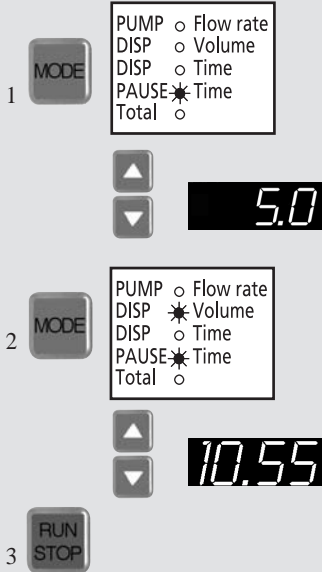 PUMP Flow rate
DISP Volume
DISP Time
1 MODE PAUSE Time
Total
5.0
PUMP Flow rate
DISP Volume
2 MODE DISP Time
PAUSE Time
Total
10.55
RUN
3 STOP